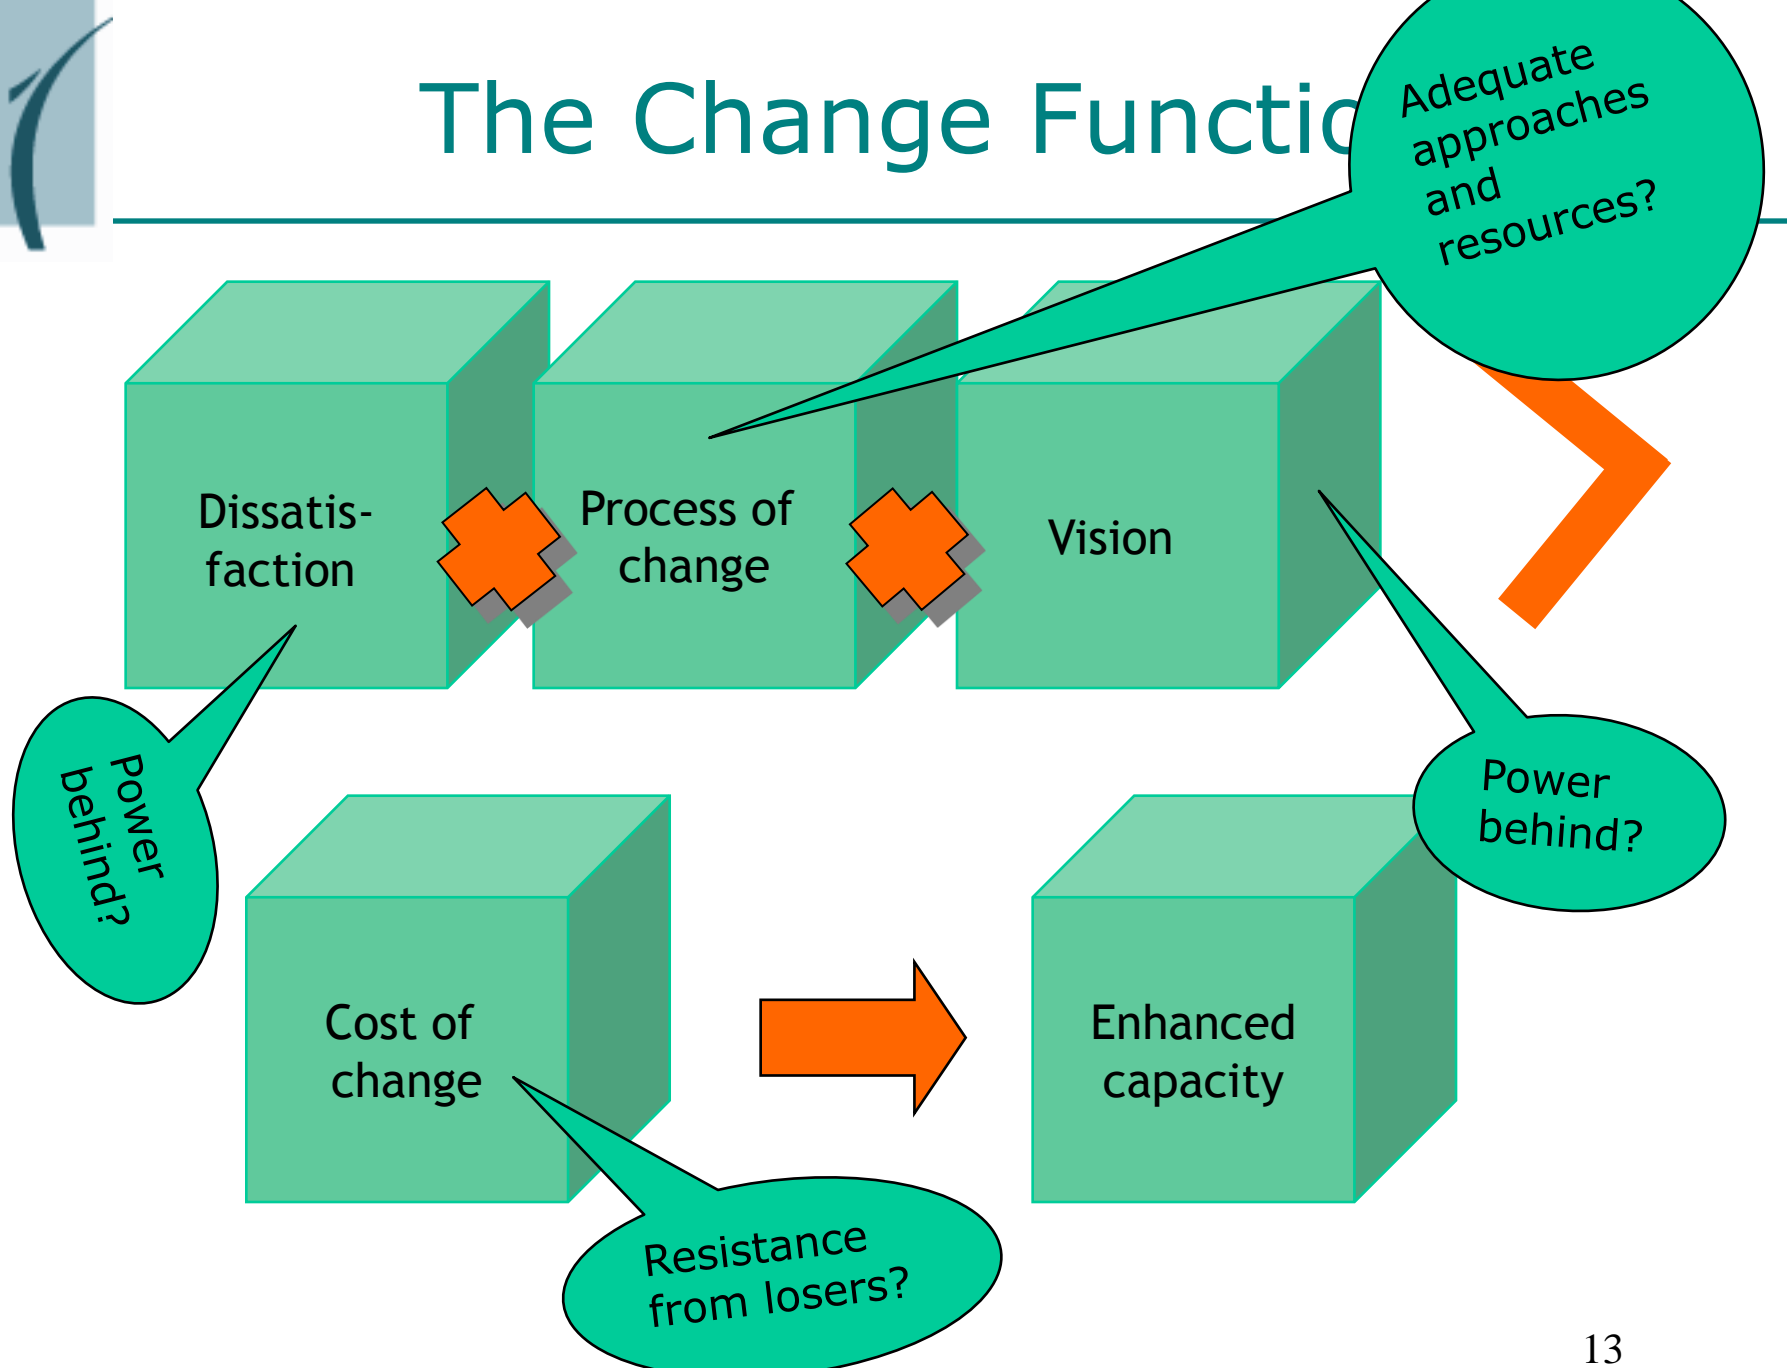 The Change Functio
Adequate
approaches
and
resources?
Dissatis-
faction
Process of
change
Vision
Power
behind?
Power
behind?
Cost of
change
Enhanced
capacity
Resistance
from losers?
13